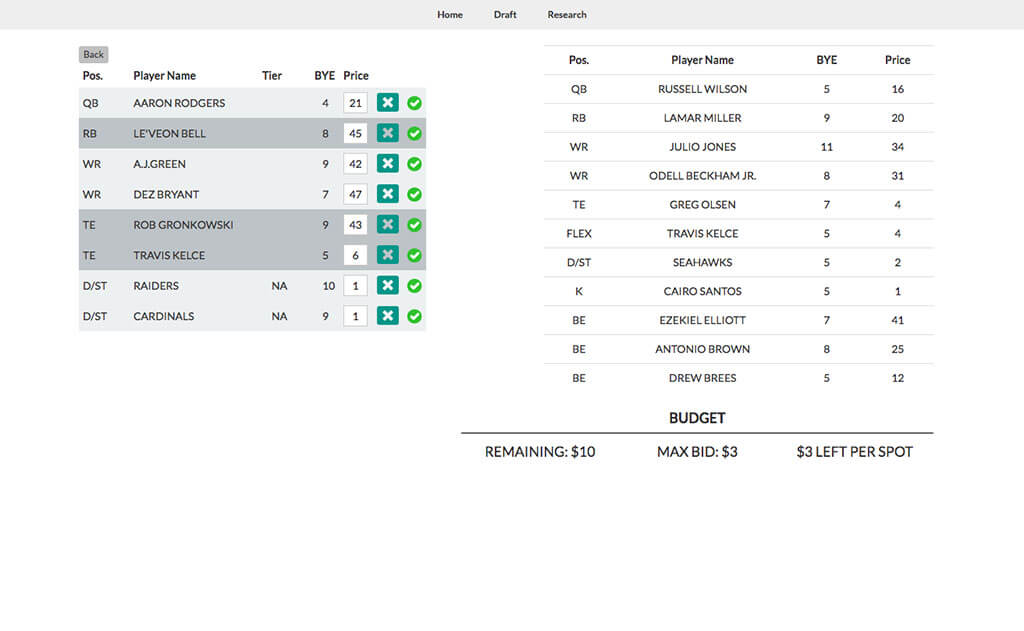 Home Draft Research
Back
Pos. Player Name Tier BYE Price
QB AARON RODGERS 4 21
RB LE'VEON BELL 8 45
WR A.J.GREEN 9 42
WR DEZ BRYANT 7 47
TE ROB GRONKOWSKI 9 43
TE TRAVIS KELCE 5 6
D/ST RAIDERS NA 10 1
D/ST CARDINALS NA 9 1
Pos. Player Name BYE Price
QB RUSSELL WILSON 5 16
RB LAMAR MILLER 9 20
WR JULIO JONES 11 34
WR ODELL BECKHAM JR. 8 31
TE GREG OLSEN 7 4
FLEX TRAVIS KELCE 5 4
D/ST SEAHAWKS 5 2
K CAIRO SANTOS 5 1
BE EZEKIEL ELLIOTT 7 41
BE ANTONIO BROWN 8 25
BE DREW BREES 5 12
BUDGET
REMAINING: $10 MAX BID: $3 $3 LEFT PER SPOT